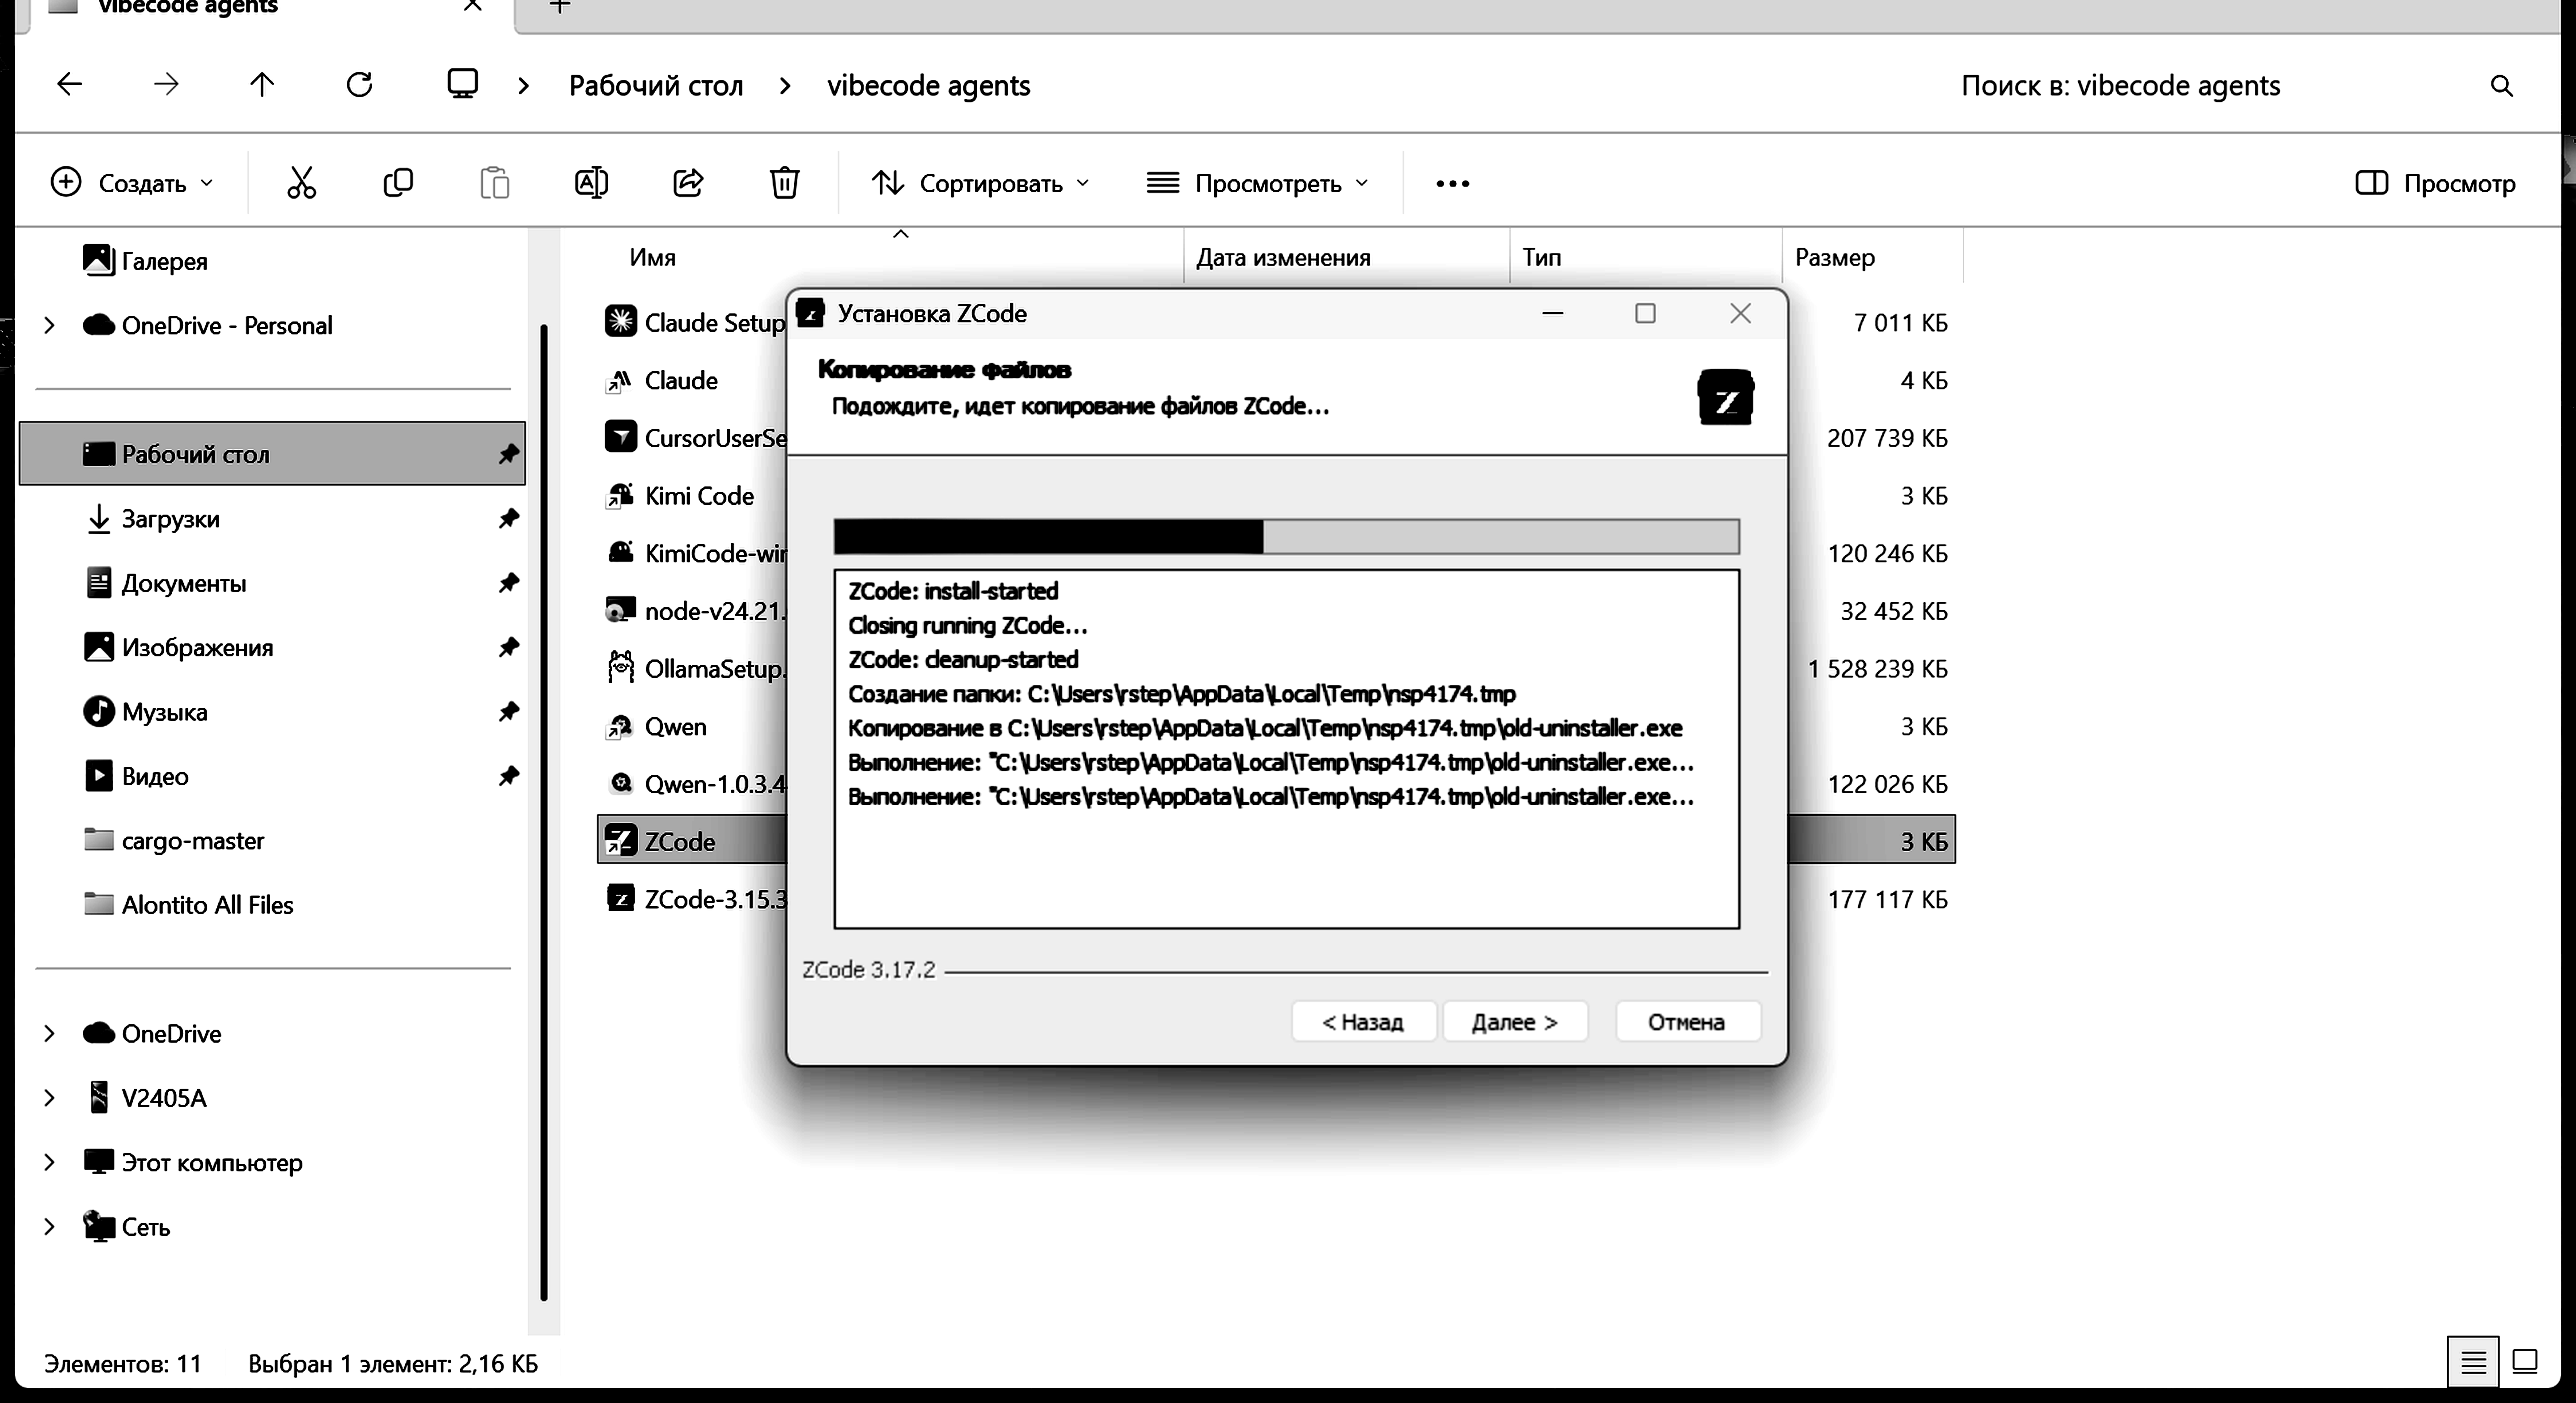 vibecode agents
Рабочий стол > vibecode agents
Поиск в: vibecode agents
Создать
Сортировать
Просмотреть
Просмотр
Галерея
OneDrive - Personal
Рабочий стол
Загрузки
Документы
Изображения
Музыка
Видео
cargo-master
Alontito All Files
OneDrive
V2405A
Этот компьютер
Сеть
Имя Дата изменения Тип Размер
Claude Setup 7 011 КБ
Claude 4 КБ
CursorUserSe 207 739 КБ
Kimi Code 3 КБ
KimiCode-wi 120 246 КБ
node-v24.21. 32 452 КБ
OllamaSetup. 1 528 239 КБ
Qwen 3 КБ
Qwen-1.0.3.4 122 026 КБ
ZCode 3 КБ
ZCode-3.15.3 177 117 КБ
Установка ZCode
Копирование файлов
Подождите, идет копирование файлов ZCode...
ZCode: install-started
Closing running ZCode...
ZCode: cleanup-started
Создание папки: C:\Users\rstep\AppData\Local\Temp\nsp4174.tmp
Копирование в C:\Users\rstep\AppData\Local\Temp\nsp4174.tmp\old-uninstaller.exe
Выполнение: "C:\Users\rstep\AppData\Local\Temp\nsp4174.tmp\old-uninstaller.exe...
Выполнение: "C:\Users\rstep\AppData\Local\Temp\nsp4174.tmp\old-uninstaller.exe...
ZCode 3.17.2
< Назад
Далее >
Отмена
Элементов: 11
Выбран 1 элемент: 2,16 КБ